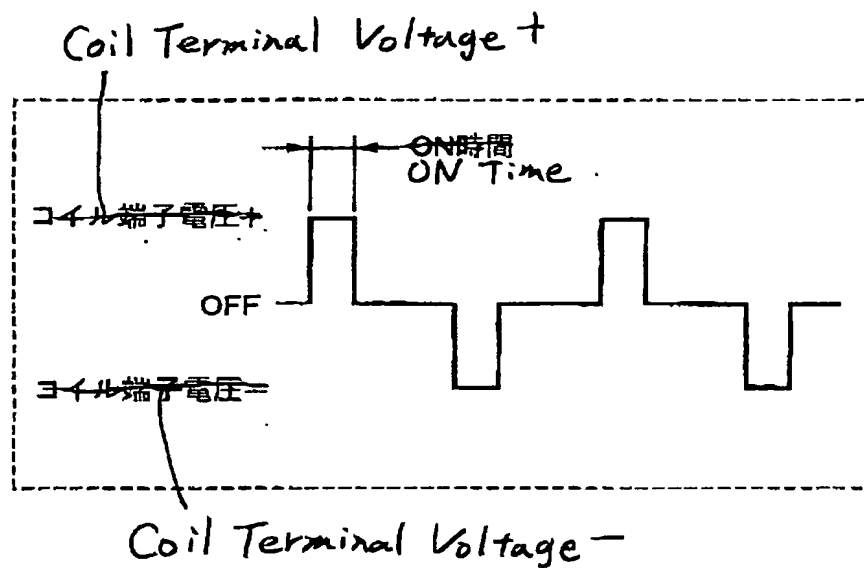 Coil Terminal Voltage +
ON時間
ON Time
コイル端子電圧+
OFF
コイル端子電圧-
Coil Terminal Voltage -